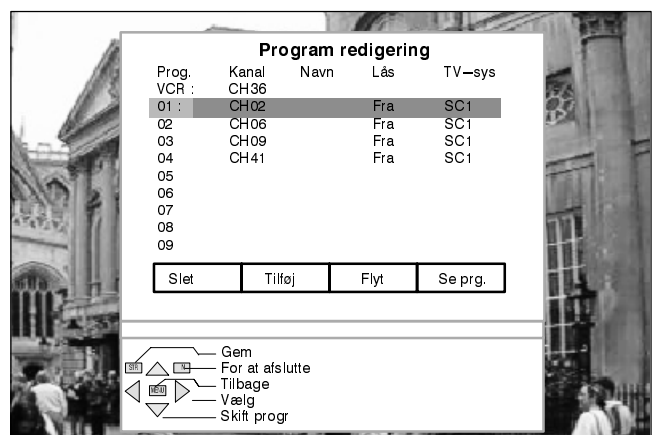 Program redigering
Prog. Kanal Navn Lås TV-sys
VCR : CH36
01 : CH02 Fra SC1
02 CH06 Fra SC1
03 CH09 Fra SC1
04 CH41 Fra SC1
05
06
07
08
09
Slet Tilføj Flyt Se prg.
Gem
STR N For at afslutte
Tilbage
MENU Vælg
Skift progr